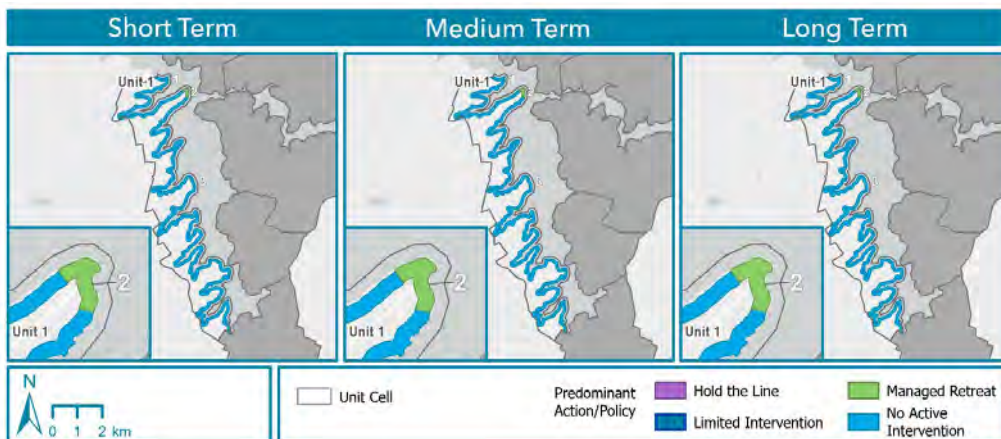 Short Term
Medium Term
Long Term
Unit-1
Unit-1
Unit-1
2
Unit 1
2
Unit 1
2
Unit 1
N
0 1 2 km
Unit Cell
Predominant
Action/Policy
Hold the Line
Limited Intervention
Managed Retreat
No Active
Intervention